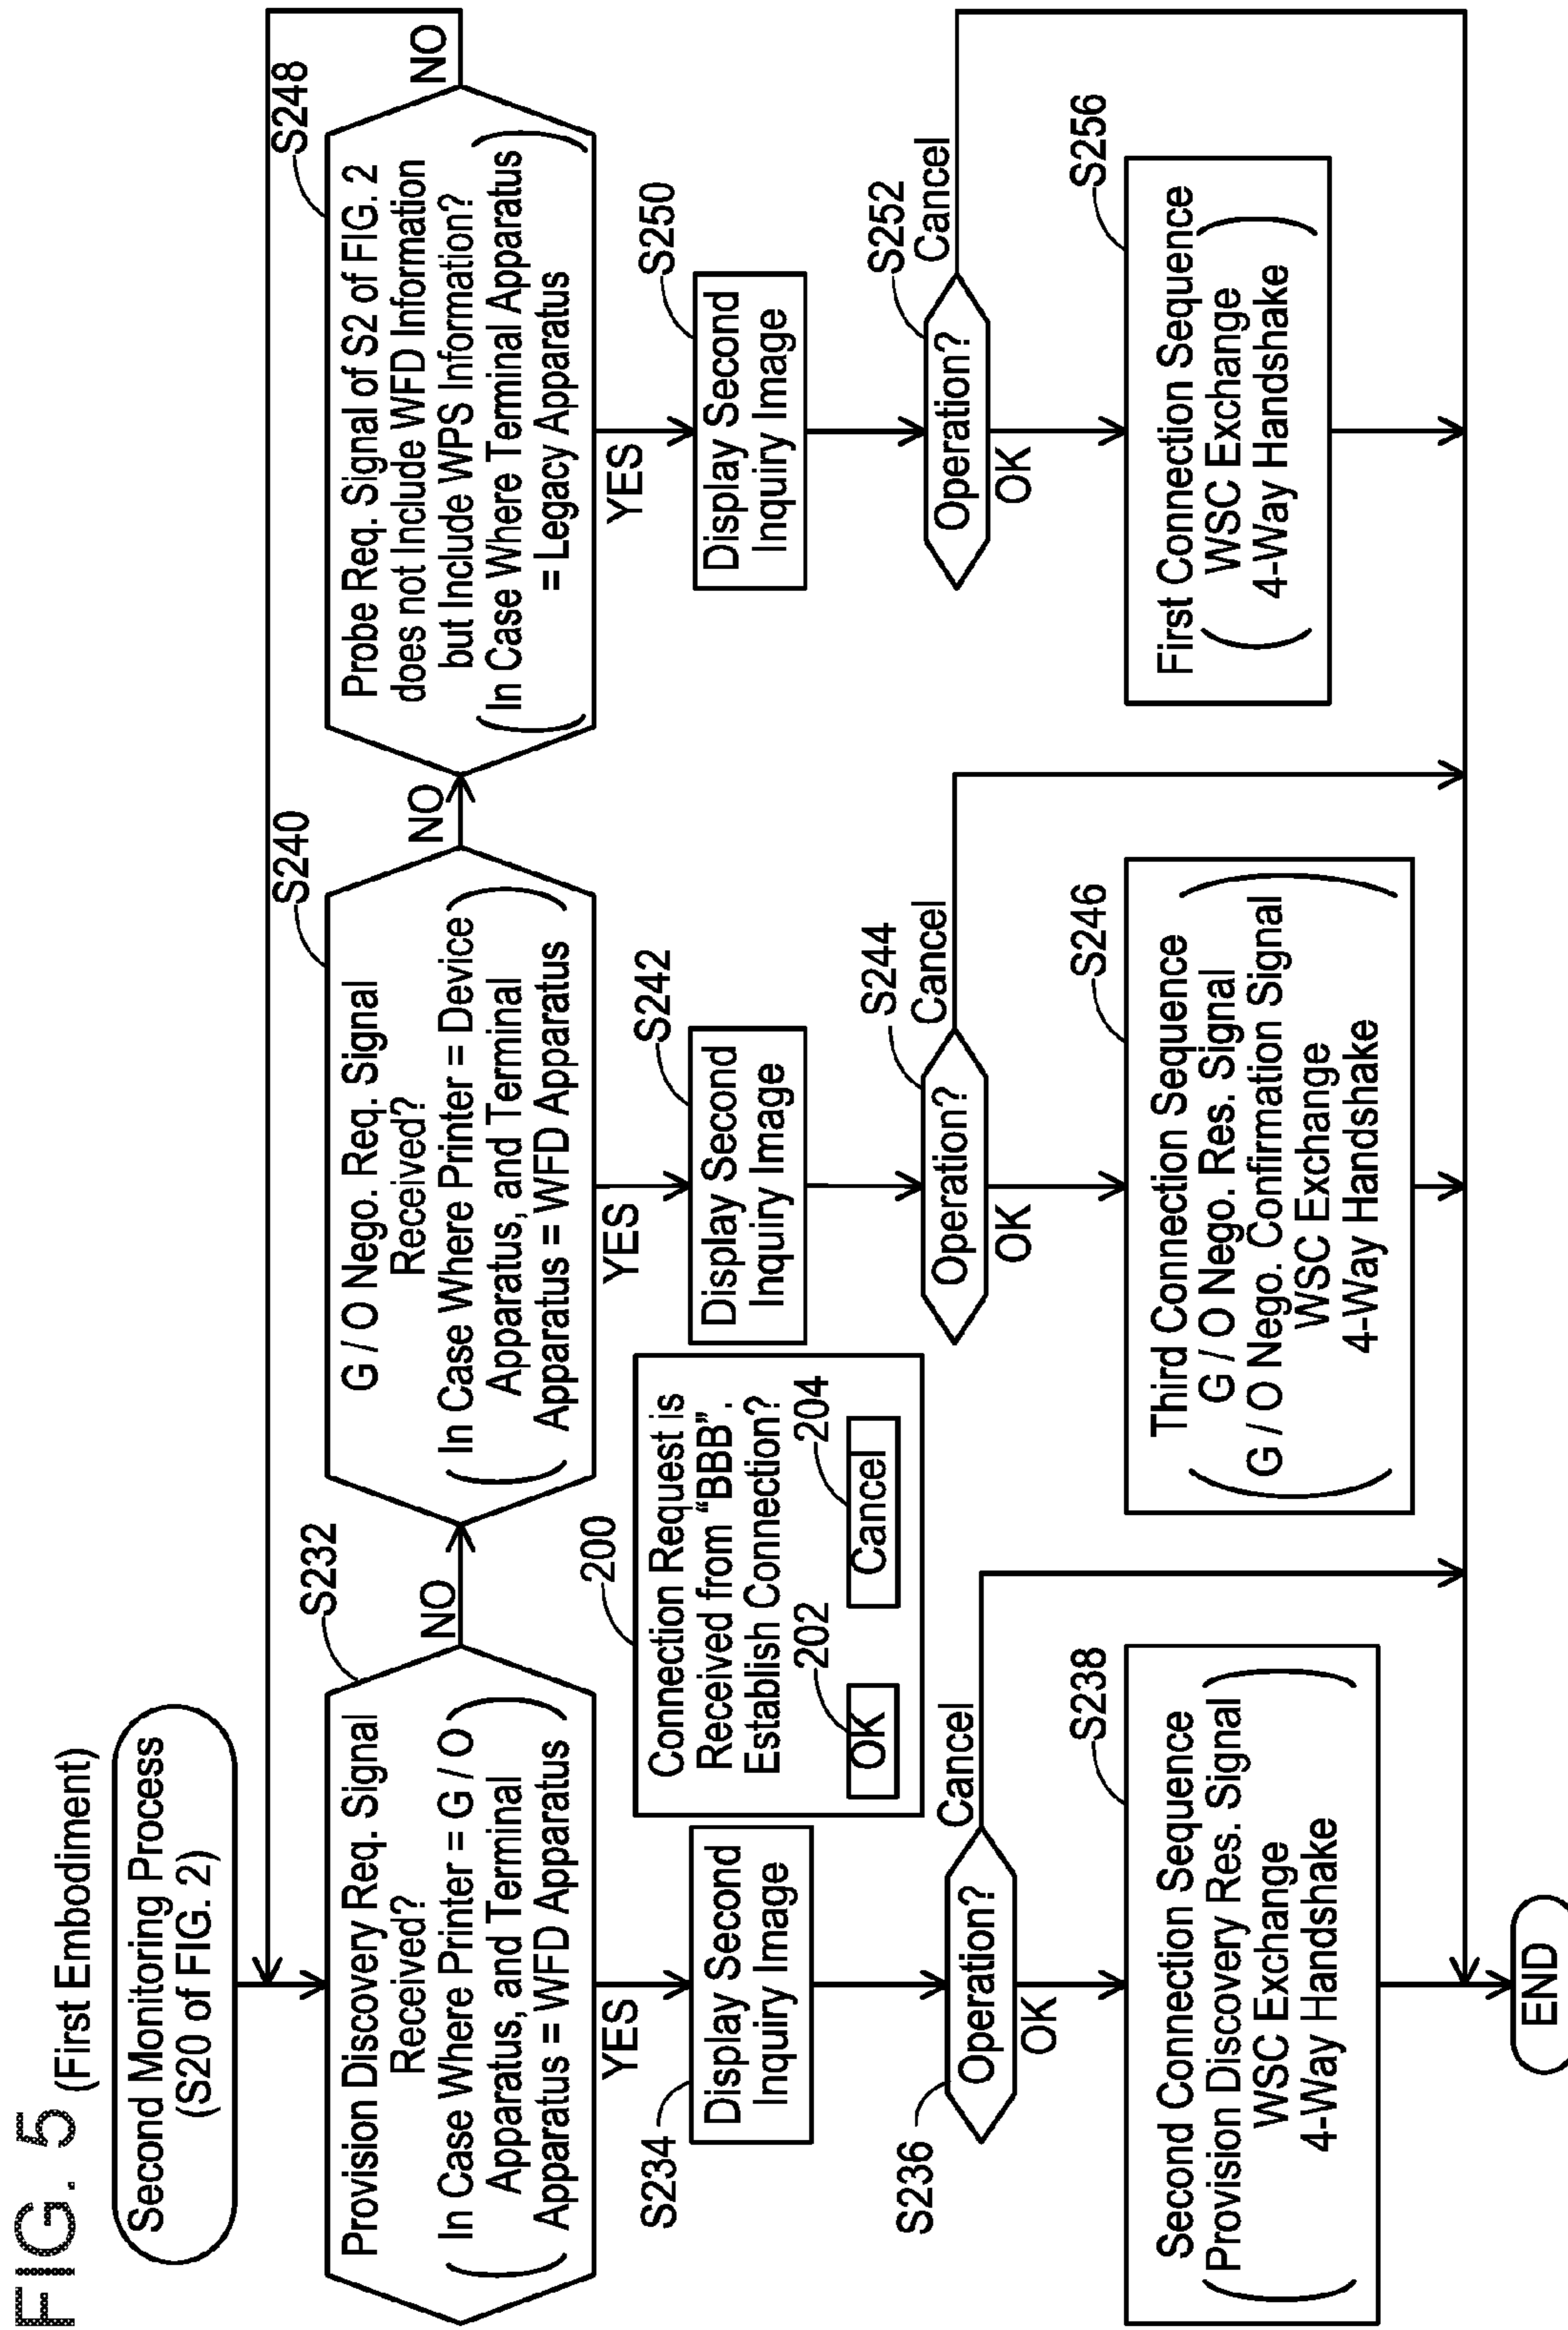 FIG. 5 (First Embodiment)
Second Monitoring Process
(S20 of FIG. 2)
S232
Provision Discovery Req. Signal
Received?
( In Case Where Printer = G / O
Apparatus, and Terminal
Apparatus = WFD Apparatus )
NO
YES
S234
Display Second
Inquiry Image
S236
Operation?
Cancel
OK
S238
Second Connection Sequence
( Provision Discovery Res. Signal
WSC Exchange
4-Way Handshake )
END
200
Connection Request is
Received from “BBB”.
Establish Connection?
202
204
OK
Cancel
S240
G / O Nego. Req. Signal
Received?
( In Case Where Printer = Device
Apparatus, and Terminal
Apparatus = WFD Apparatus )
NO
YES
S242
Display Second
Inquiry Image
S244
Operation?
Cancel
OK
S246
Third Connection Sequence
( G / O Nego. Res. Signal
G / O Nego. Confirmation Signal
WSC Exchange
4-Way Handshake )
S248
Probe Req. Signal of S2 of FIG. 2
does not Include WFD Information
but Include WPS Information?
( In Case Where Terminal Apparatus
= Legacy Apparatus )
NO
YES
S250
Display Second
Inquiry Image
S252
Operation?
Cancel
OK
S256
First Connection Sequence
( WSC Exchange
4-Way Handshake )